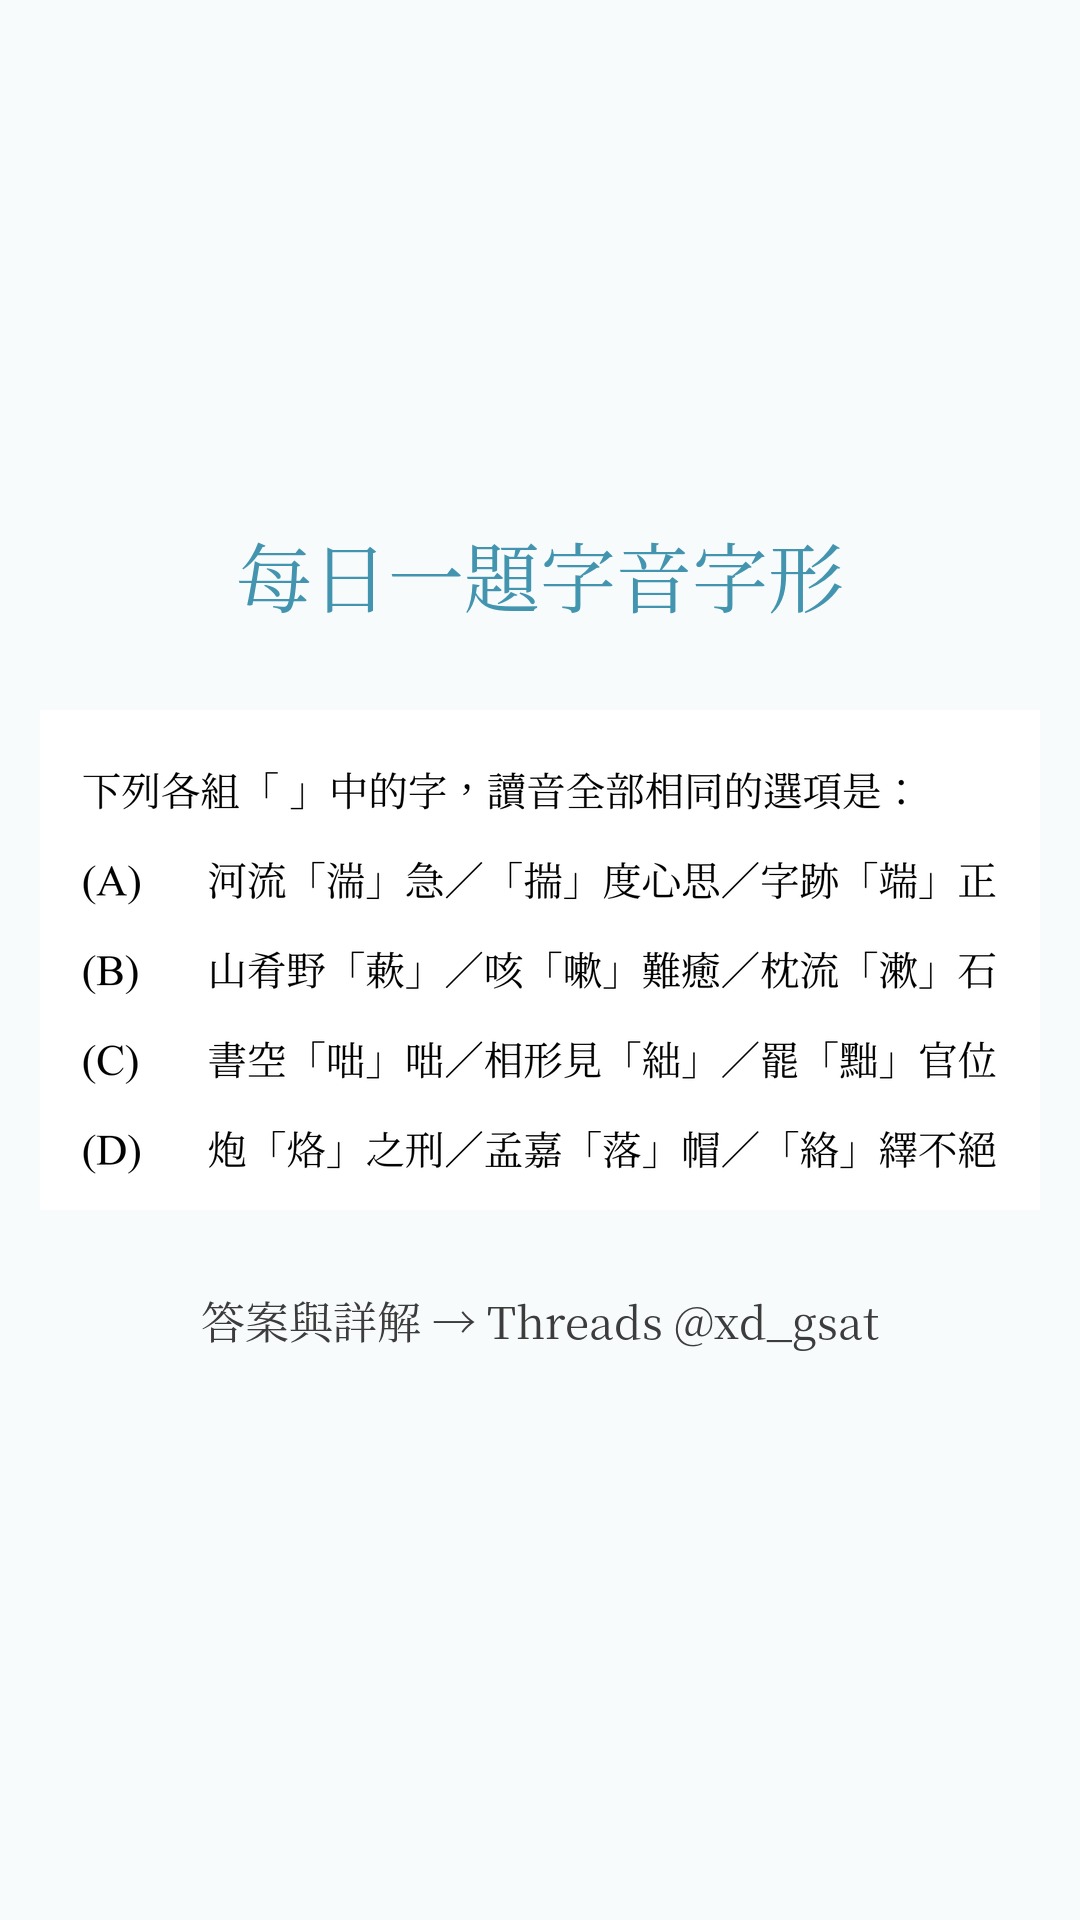 每日一題字音字形
下列各組「 」中的字，讀音全部相同的選項是：
(A) 河流「湍」急／「揣」度心思／字跡「端」正
(B) 山肴野「蔌」／咳「嗽」難癒／枕流「漱」石
(C) 書空「咄」咄／相形見「絀」／罷「黜」官位
(D) 炮「烙」之刑／孟嘉「落」帽／「絡」繹不絕
答案與詳解 → Threads @xd_gsat